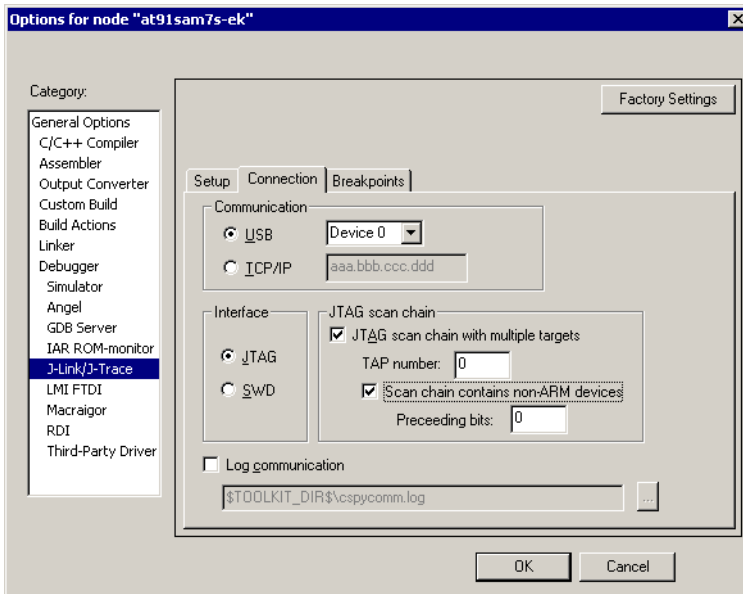 Options for node "at91sam7s-ek"
Category:
General Options
C/C++ Compiler
Assembler
Output Converter
Custom Build
Build Actions
Linker
Debugger
Simulator
Angel
GDB Server
IAR ROM-monitor
J-Link/J-Trace
LMI FTDI
Macraigor
RDI
Third-Party Driver
Factory Settings
Setup Connection Breakpoints
Communication
USB Device 0
TCP/IP aaa.bbb.ccc.ddd
Interface
JTAG
SWD
JTAG scan chain
JTAG scan chain with multiple targets
TAP number: 0
Scan chain contains non-ARM devices
Preceeding bits: 0
Log communication
$TOOLKIT_DIR$\cspycomm.log ...
OK Cancel